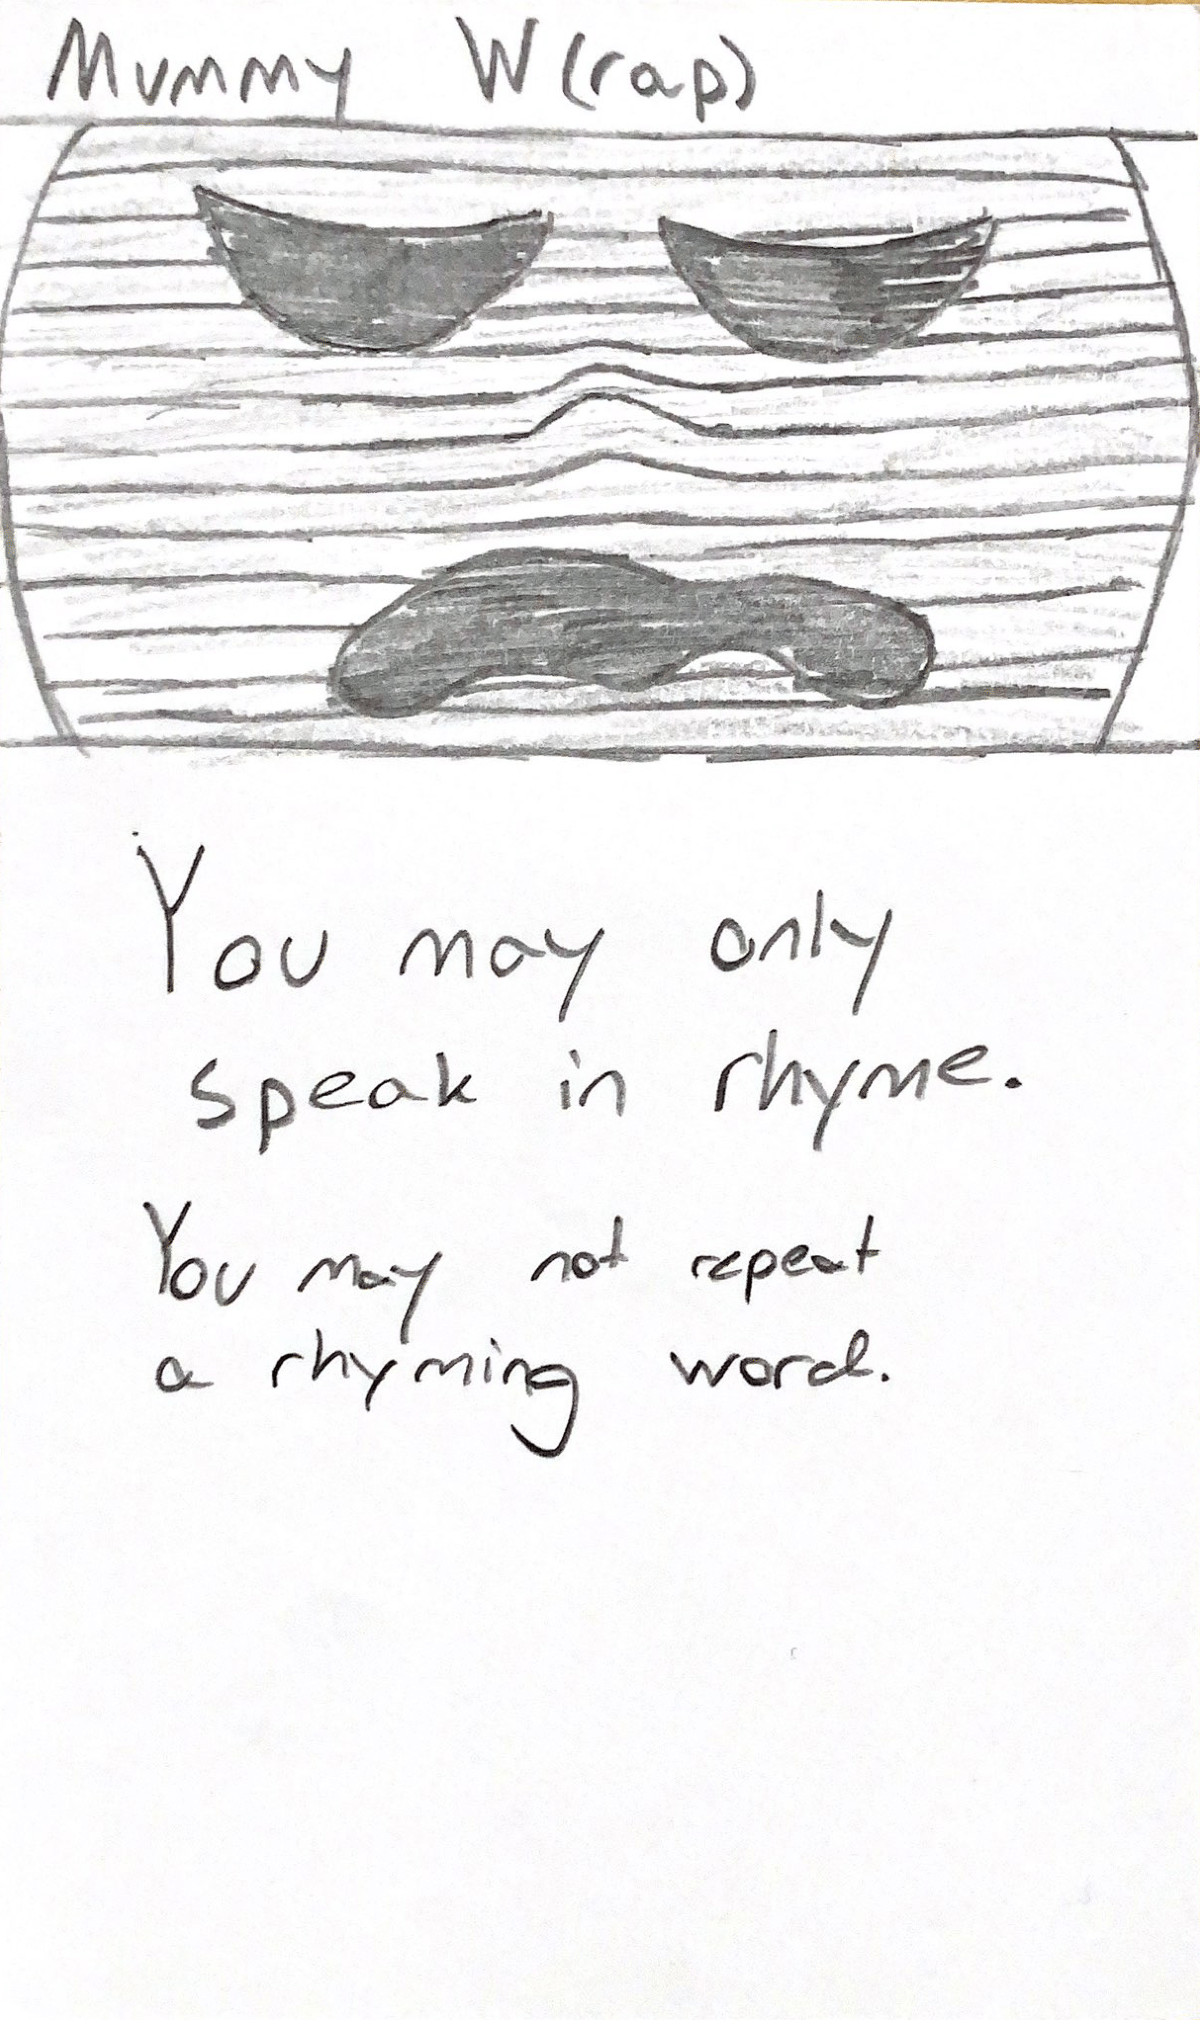 Mummy W(rap)
You may only
speak in rhyme.
You may not repeat
a rhyming word.